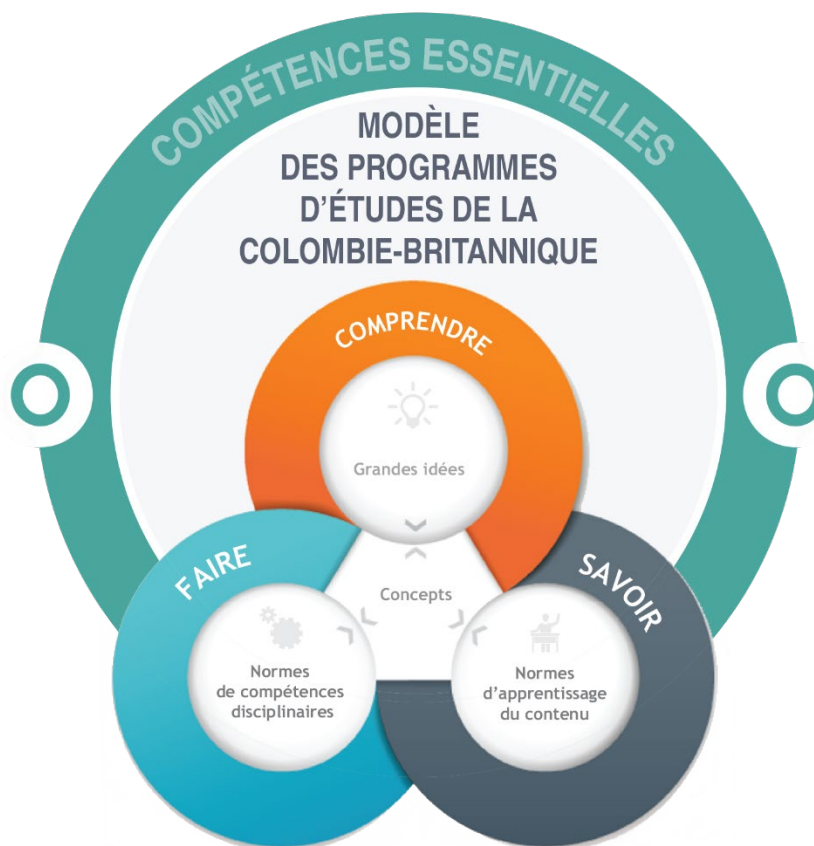 COMPÉTENCES ESSENTIELLES
MODÈLE
DES PROGRAMMES
D'ÉTUDES DE LA
COLOMBIE-BRITANNIQUE
COMPRENDRE
Grandes idées
FAIRE
Concepts
SAVOIR
Normes
de compétences
disciplinaires
Normes
d'apprentissage
du contenu